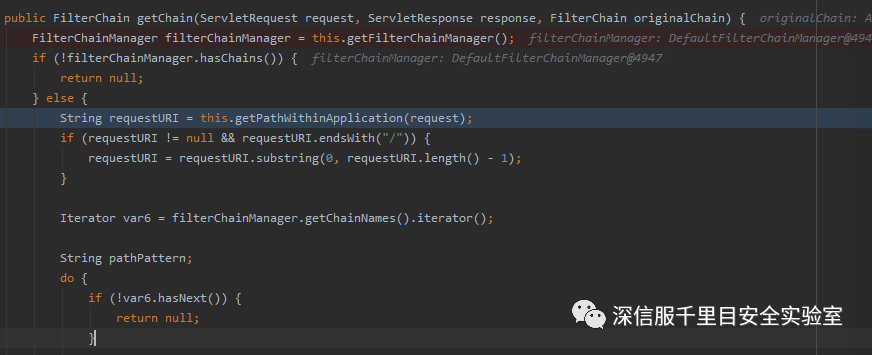 public FilterChain getChain(ServletRequest request, ServletResponse response, FilterChain originalChain) { originalChain: A
FilterChainManager filterChainManager = this.getFilterChainManager(); filterChainManager: DefaultFilterChainManager@494
if (!filterChainManager.hasChains()) { filterChainManager: DefaultFilterChainManager@4947
return null;
} else {
String requestURI = this.getPathWithinApplication(request);
if (requestURI != null && requestURI.endsWith("/")) {
requestURI = requestURI.substring(0, requestURI.length() - 1);
}
Iterator var6 = filterChainManager.getChainNames().iterator();
String pathPattern;
do {
if (!var6.hasNext()) {
return null;
}
深信服千里目安全实验室